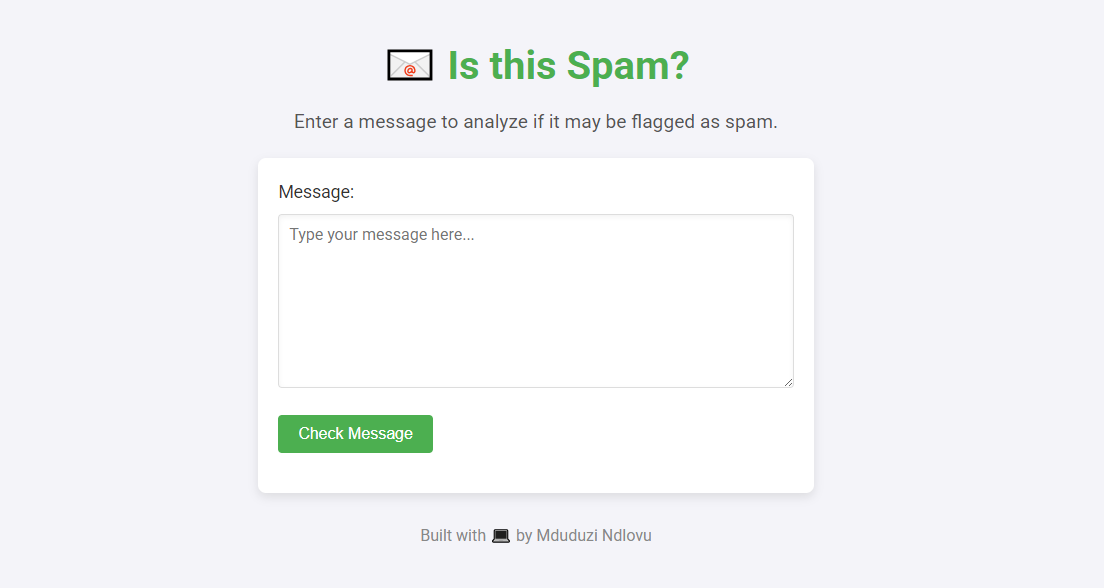 Is this Spam?
Enter a message to analyze if it may be flagged as spam.
Message:
Type your message here...
Check Message
Built with 💻 by Mduduzi Ndlovu